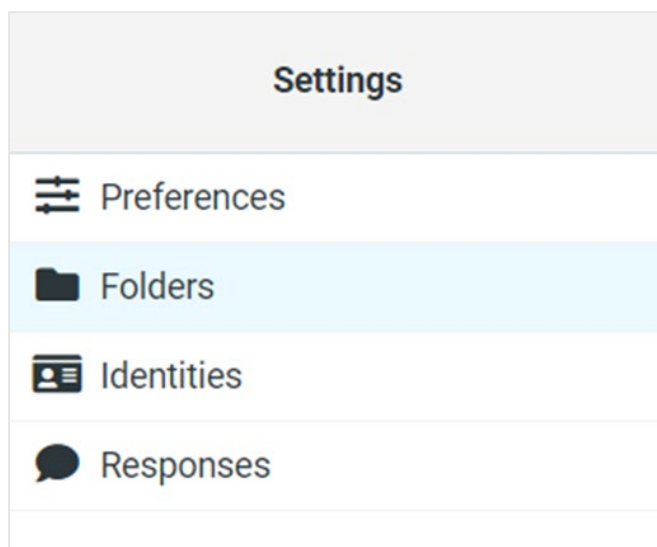 Settings
Preferences
Folders
Identities
Responses